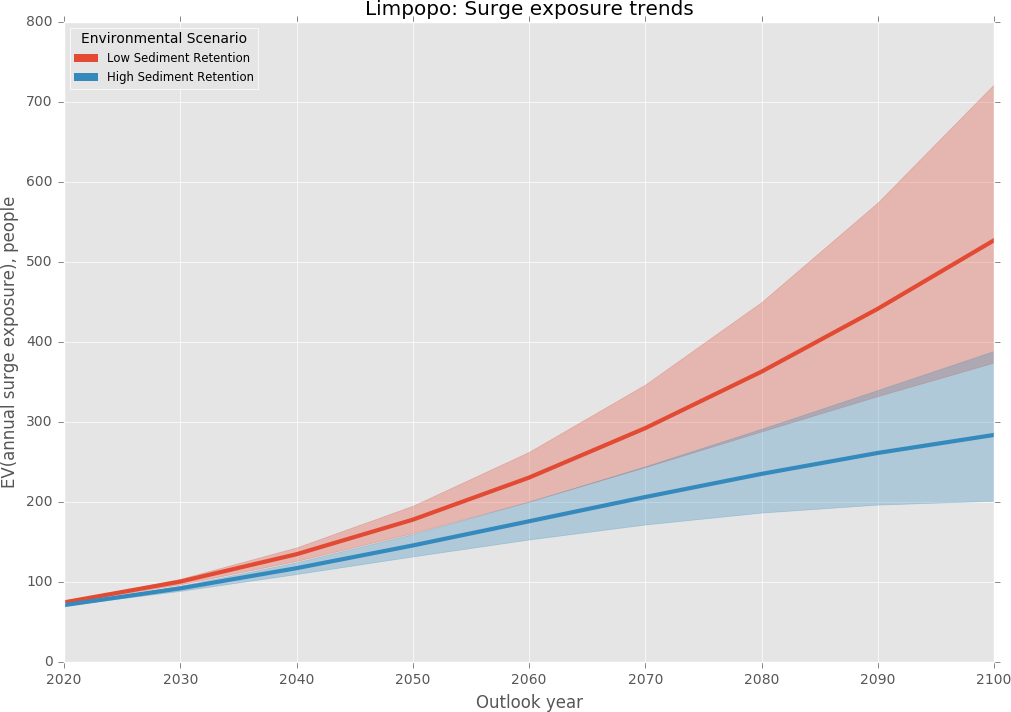 Limpopo: Surge exposure trends
Environmental Scenario
Low Sediment Retention
High Sediment Retention
EV(annual surge exposure), people
800
700
600
500
400
300
200
100
0
2020 2030 2040 2050 2060 2070 2080 2090 2100
Outlook year